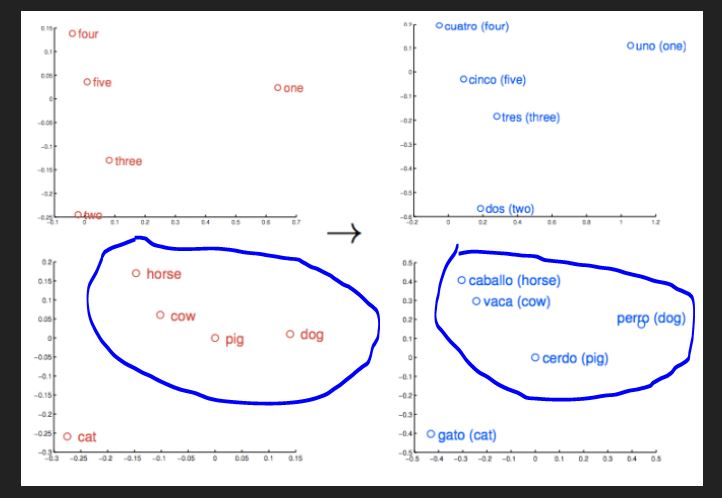 0.15
four
0.1
five
0.05
one
0
-0.05
-0.1
three
-0.15
-0.2
two
-0.25
-0.1 0 0.1 0.2 0.3 0.4 0.5 0.6 0.7
0.2
cuatro (four)
uno (one)
0.1
0
cinco (five)
-0.1
tres (three)
-0.2
-0.3
-0.4
-0.5
dos (two)
-0.6
-0.2 0 0.2 0.4 0.6 0.8 1 1.2
→
0.2
horse
0.15
0.1
cow
0.05
dog
0
pig
-0.05
-0.1
-0.15
-0.2
cat
-0.25
-0.3
-0.3 -0.25 -0.2 -0.15 -0.1 -0.05 0 0.05 0.1 0.15
0.5
caballo (horse)
0.4
vaca (cow)
0.3
perro (dog)
0.2
0.1
cerdo (pig)
0
-0.1
-0.2
-0.3
gato (cat)
-0.4
-0.5
-0.5 -0.4 -0.3 -0.2 -0.1 0 0.1 0.2 0.3 0.4 0.5